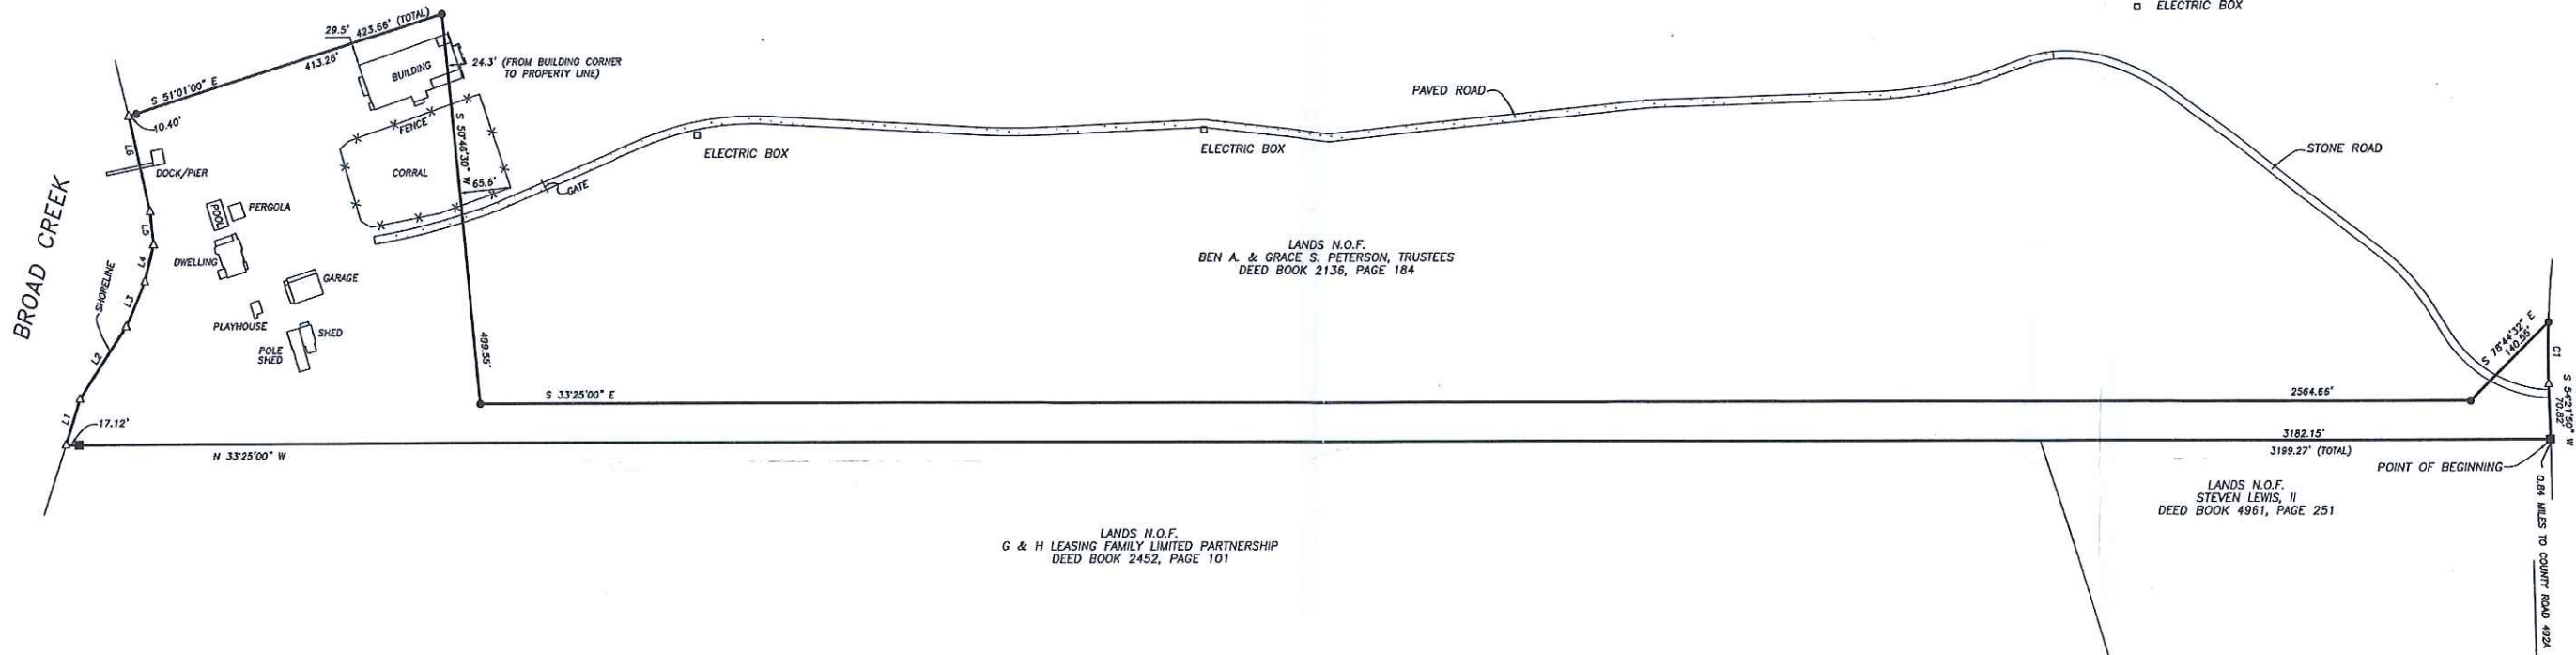 ELECTRIC BOX
423.66' (TOTAL)
29.5'
413.26'
S 51°01'00" E
BUILDING
24.3' (FROM BUILDING CORNER
TO PROPERTY LINE)
10.40'
FENCE
S 50°46'30" W
L6
DOCK/PIER
CORRAL
65.6'
GATE
ELECTRIC BOX
ELECTRIC BOX
PAVED ROAD
STONE ROAD
BROAD CREEK
POOL
PERGOLA
L5
DWELLING
L4
SHORELINE
L3
GARAGE
PLAYHOUSE
SHED
POLE
SHED
L2
499.55'
LANDS N.O.F.
BEN A. & GRACE S. PETERSON, TRUSTEES
DEED BOOK 2136, PAGE 184
S 78°44'32" E
140.55'
C1
S 54°21'50" W
70.82'
S 33°25'00" E
2564.66'
L1
17.12'
N 33°25'00" W
3182.15'
3199.27' (TOTAL)
POINT OF BEGINNING
0.84 MILES TO COUNTY ROAD 492A
LANDS N.O.F.
STEVEN LEWIS, II
DEED BOOK 4961, PAGE 251
LANDS N.O.F.
G & H LEASING FAMILY LIMITED PARTNERSHIP
DEED BOOK 2452, PAGE 101